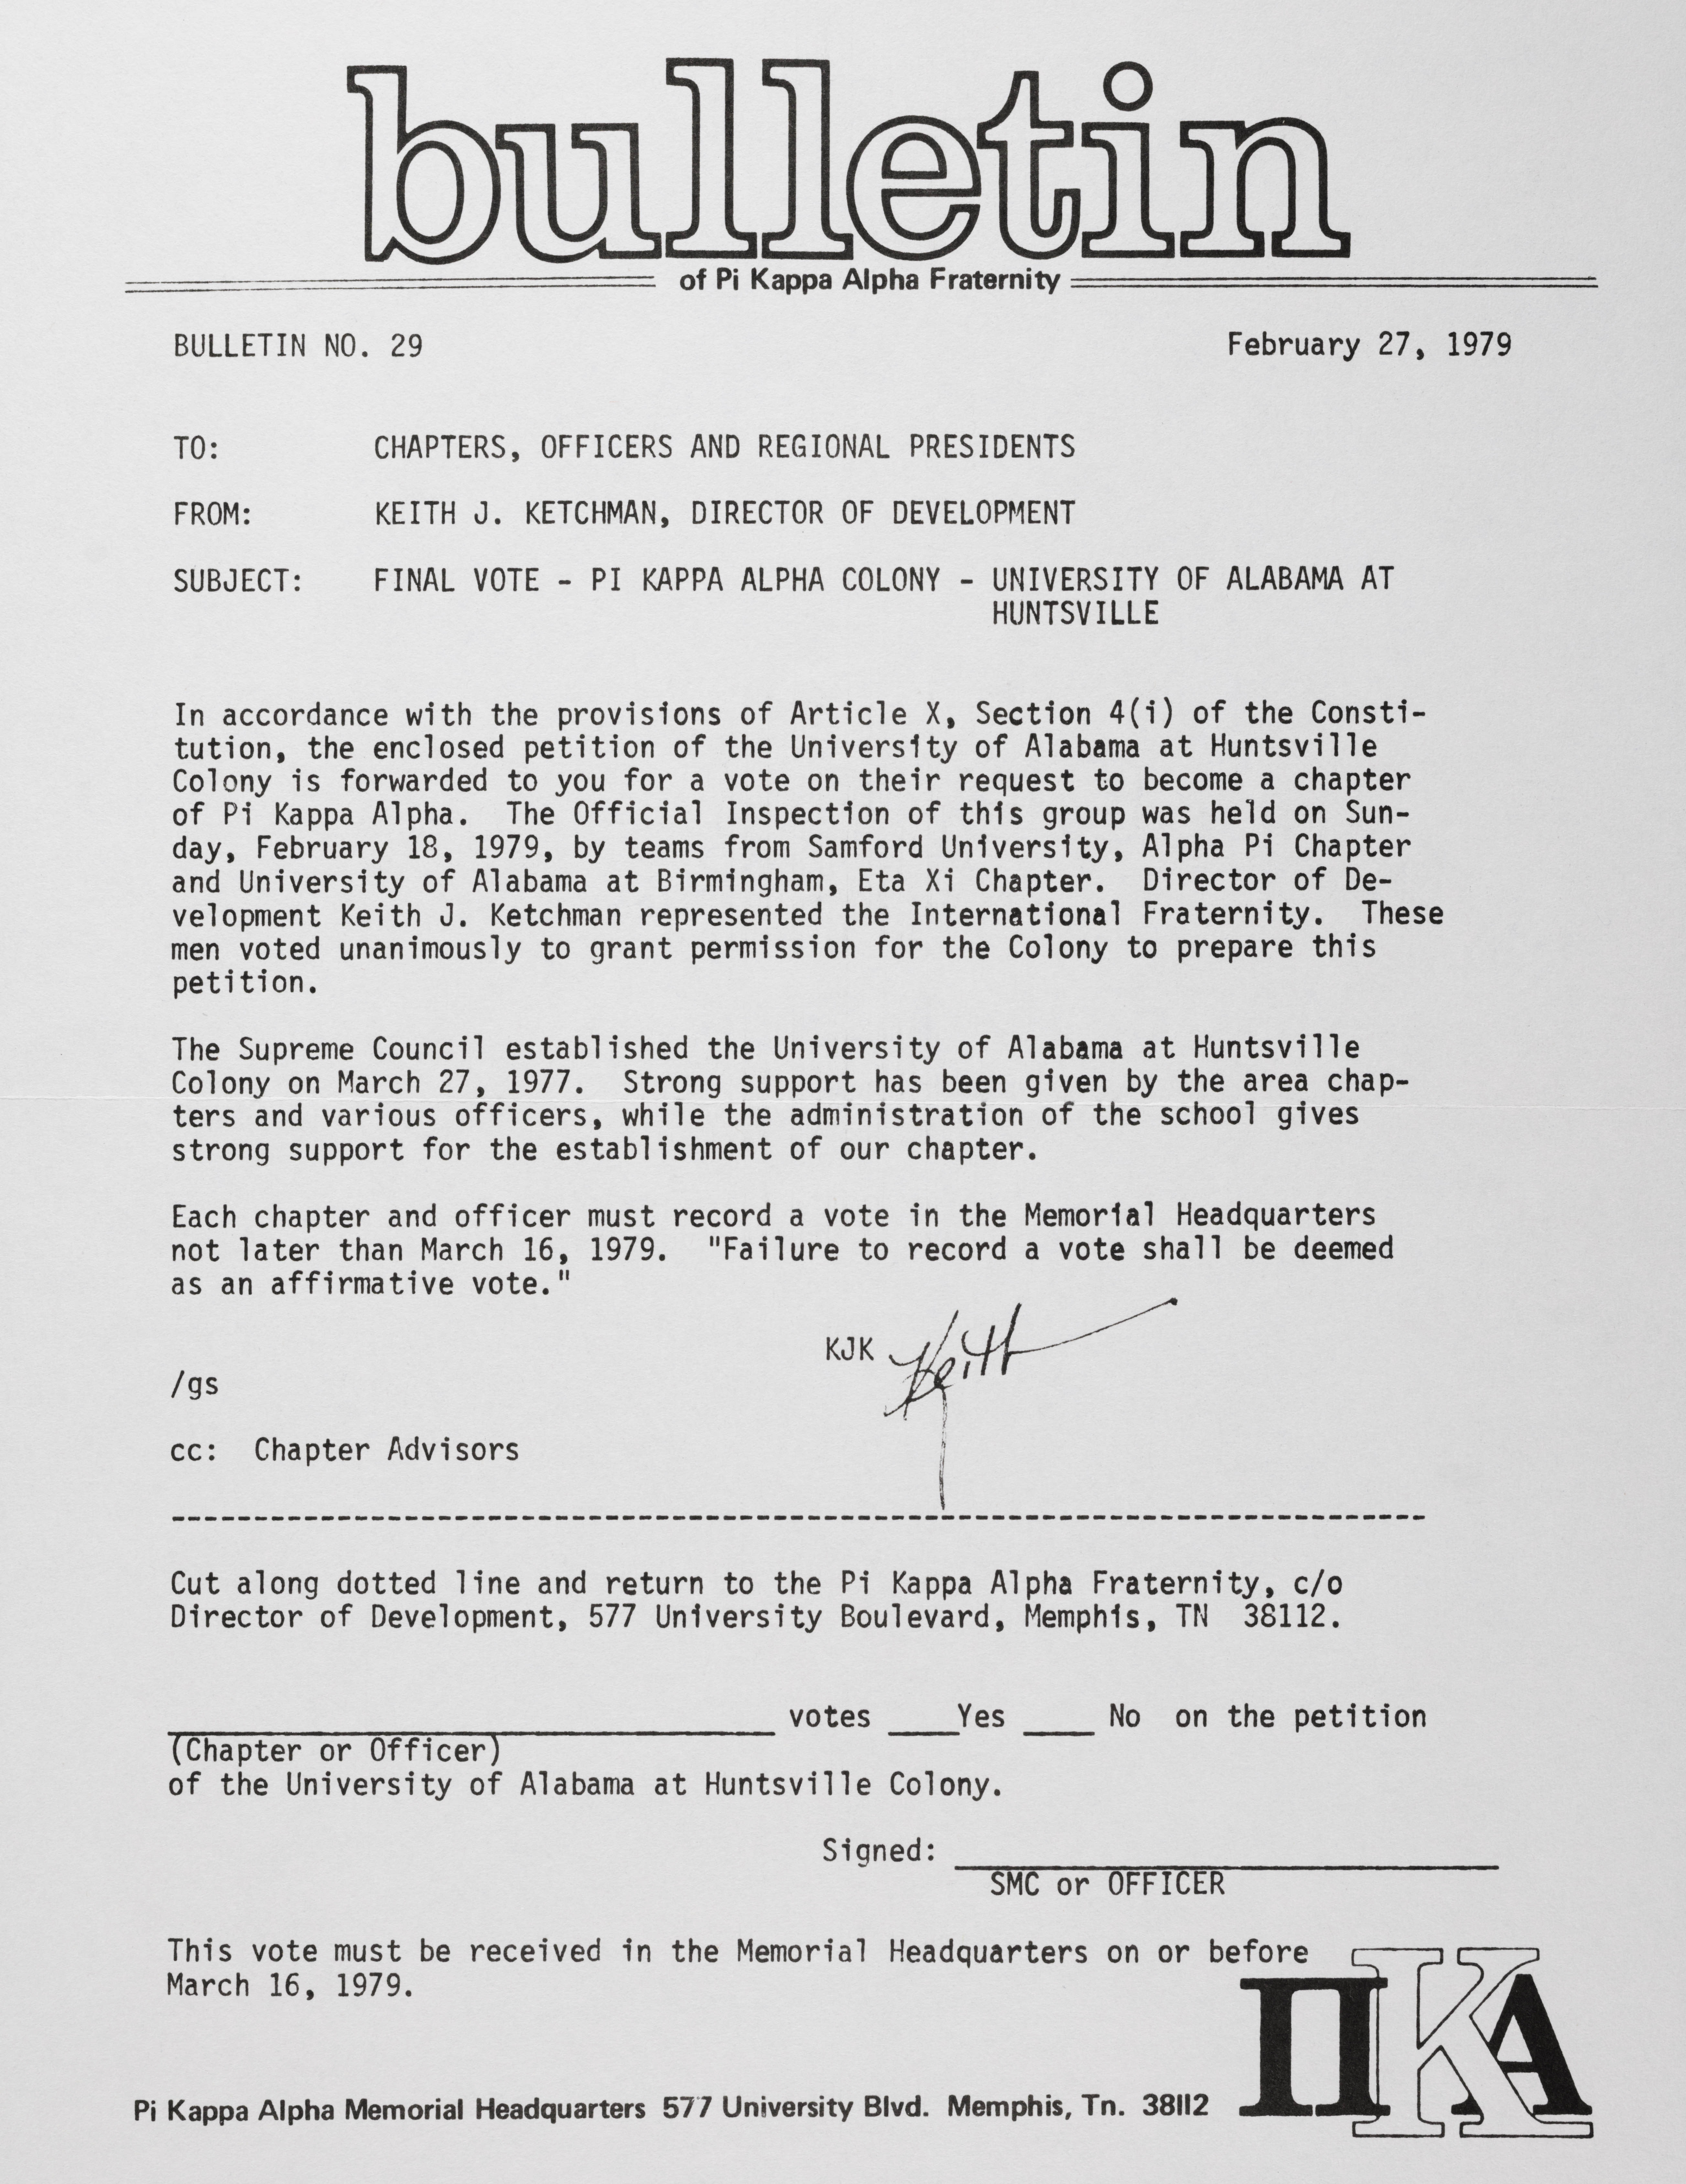 bulletin
of Pi Kappa Alpha Fraternity
BULLETIN NO. 29 February 27, 1979
TO: CHAPTERS, OFFICERS AND REGIONAL PRESIDENTS
FROM: KEITH J. KETCHMAN, DIRECTOR OF DEVELOPMENT
SUBJECT: FINAL VOTE - PI KAPPA ALPHA COLONY - UNIVERSITY OF ALABAMA AT
HUNTSVILLE
In accordance with the provisions of Article X, Section 4(i) of the Consti-
tution, the enclosed petition of the University of Alabama at Huntsville
Colony is forwarded to you for a vote on their request to become a chapter
of Pi Kappa Alpha. The Official Inspection of this group was held on Sun-
day, February 18, 1979, by teams from Samford University, Alpha Pi Chapter
and University of Alabama at Birmingham, Eta Xi Chapter. Director of De-
velopment Keith J. Ketchman represented the International Fraternity. These
men voted unanimously to grant permission for the Colony to prepare this
petition.
The Supreme Council established the University of Alabama at Huntsville
Colony on March 27, 1977. Strong support has been given by the area chap-
ters and various officers, while the administration of the school gives
strong support for the establishment of our chapter.
Each chapter and officer must record a vote in the Memorial Headquarters
not later than March 16, 1979. "Failure to record a vote shall be deemed
as an affirmative vote."
KJK Keith
/gs
cc: Chapter Advisors
Cut along dotted line and return to the Pi Kappa Alpha Fraternity, c/o
Director of Development, 577 University Boulevard, Memphis, TN 38112.
votes ____Yes ____ No on the petition
(Chapter or Officer)
of the University of Alabama at Huntsville Colony.
Signed:
SMC or OFFICER
This vote must be received in the Memorial Headquarters on or before
March 16, 1979.
ΠΚΑ
Pi Kappa Alpha Memorial Headquarters 577 University Blvd. Memphis, Tn. 38112